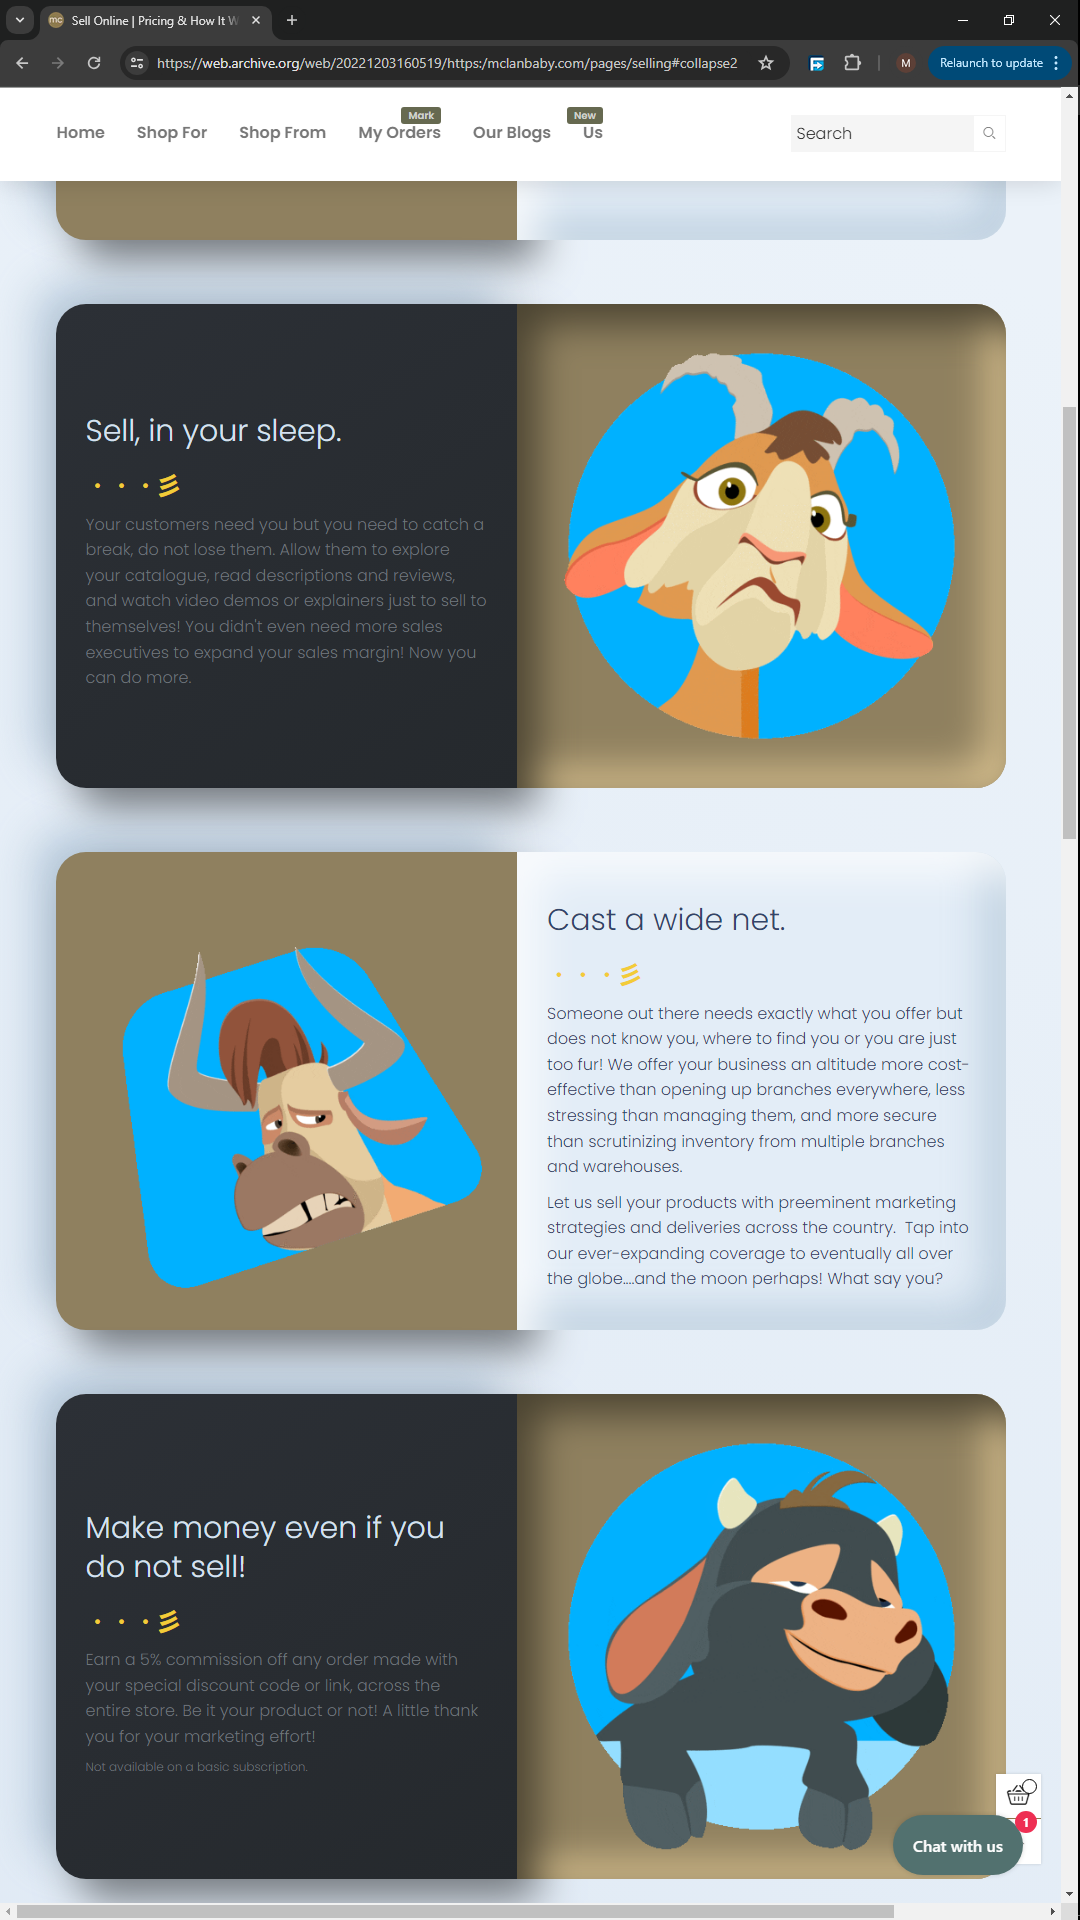 mc
Sell Online | Pricing & How It W
https://web.archive.org/web/20221203160519/https:/mclanbaby.com/pages/selling#collapse2
M
Relaunch to update
Mark
New
Home
Shop For
Shop From
My Orders
Our Blogs
Us
Search
Sell, in your sleep.
Your customers need you but you need to catch a
break, do not lose them. Allow them to explore
your catalogue, read descriptions and reviews,
and watch video demos or explainers just to sell to
themselves! You didn't even need more sales
executives to expand your sales margin! Now you
can do more.
Cast a wide net.
Someone out there needs exactly what you offer but
does not know you, where to find you or you are just
too fur! We offer your business an altitude more cost-
effective than opening up branches everywhere, less
stressing than managing them, and more secure
than scrutinizing inventory from multiple branches
and warehouses.
Let us sell your products with preeminent marketing
strategies and deliveries across the country.  Tap into
our ever-expanding coverage to eventually all over
the globe....and the moon perhaps! What say you?
Make money even if you
do not sell!
Earn a 5% commission off any order made with
your special discount code or link, across the
entire store. Be it your product or not! A little thank
you for your marketing effort!
Not available on a basic subscription.
1
Chat with us